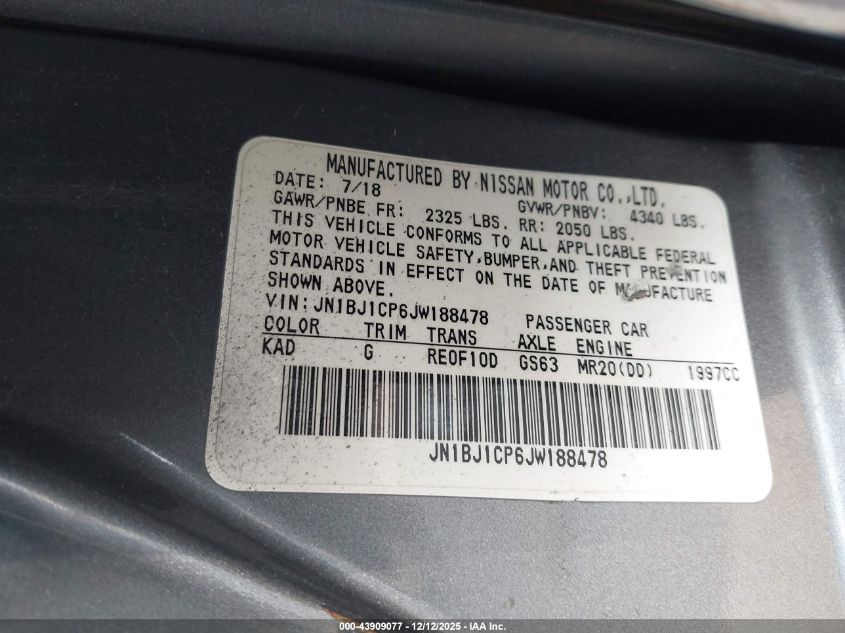 MANUFACTURED BY NISSAN MOTOR CO.,LTD.
DATE: 7/18
GAWR/PNBE FR: 2325 LBS. RR: 2050 LBS. GVWR/PNBV: 4340 LBS.
THIS VEHICLE CONFORMS TO ALL APPLICABLE FEDERAL
MOTOR VEHICLE SAFETY,BUMPER,AND THEFT PREVENTION
STANDARDS IN EFFECT ON THE DATE OF MANUFACTURE
SHOWN ABOVE.
VIN: JN1BJ1CP6JW188478 PASSENGER CAR
COLOR TRIM TRANS AXLE ENGINE
KAD G RE0F10D GS63 MR20(DD) 1997CC
JN1BJ1CP6JW188478
000-43909077 - 12/12/2025 - IAA Inc.